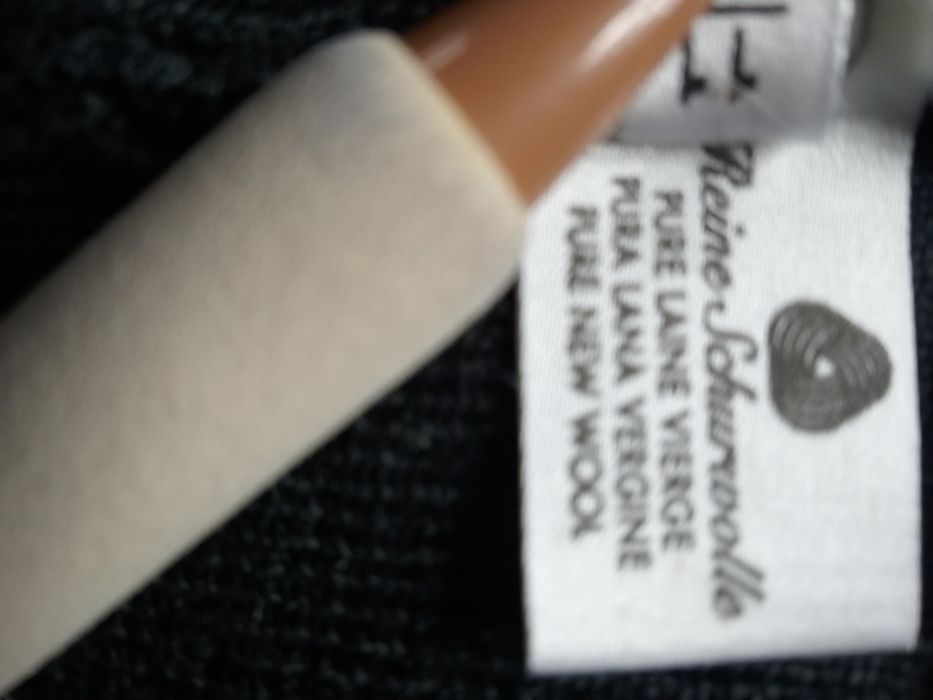 Reine Schurwolle
PURE LAINE VIERGE
PURA LANA VERGINE
PURE NEW WOOL